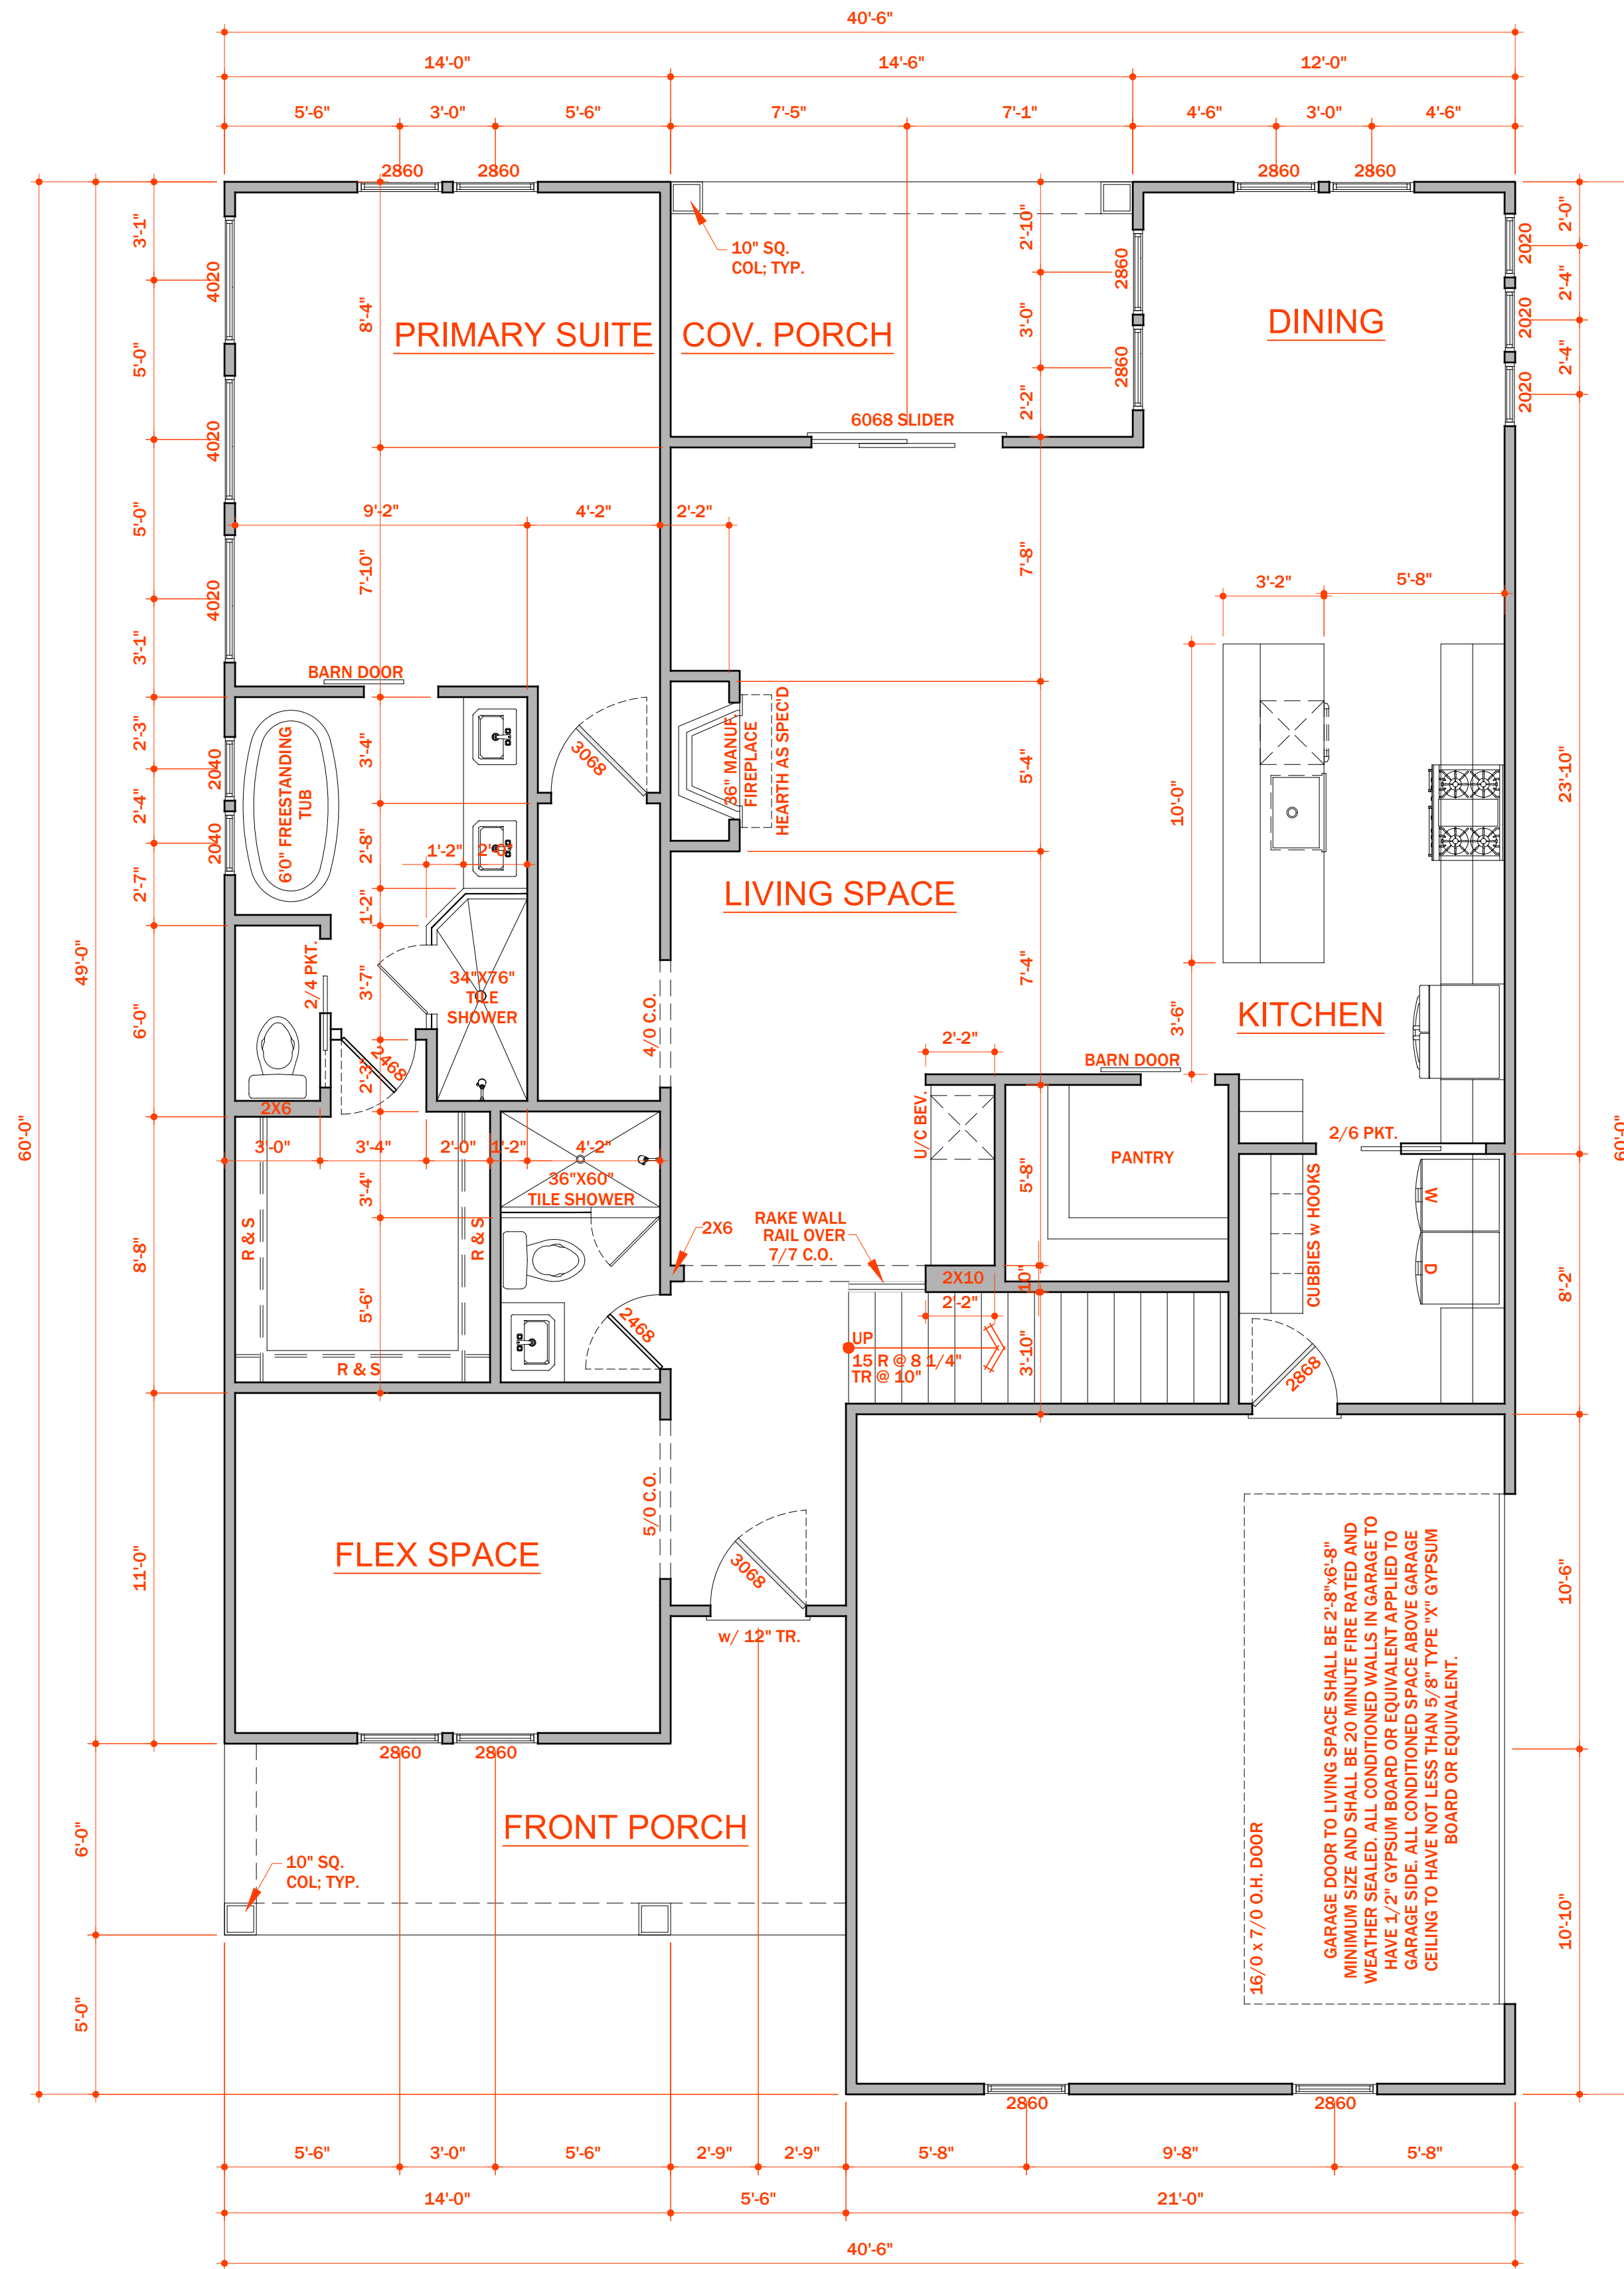 40'-6"
14'-0"
14'-6"
12'-0"
5'-6"
3'-0"
5'-6"
7'-5"
7'-1"
4'-6"
3'-0"
4'-6"
2860
2860
2860
2860
3'-1"
4020
8'-4"
10" SQ.
COL; TYP.
2'-10"
3'-0"
2'-2"
2860
2860
2020
2020
2020
2'-0"
2'-4"
2'-4"
PRIMARY SUITE
COV. PORCH
DINING
6068 SLIDER
5'-0"
4020
5'-0"
4020
3'-1"
9'-2"
4'-2"
2'-2"
7'-10"
7'-8"
3'-2"
5'-8"
BARN DOOR
2'-3"
2040
2'-4"
2040
2'-7"
6'0" FREESTANDING
TUB
3'-4"
2'-8"
1'-2"
2'-0"
1'-2"
3068
36" MANUF.
FIREPLACE
HEARTH AS SPEC'D
5'-4"
10'-0"
23'-10"
LIVING SPACE
49'-0"
60'-0"
60'-0"
6'-0"
2/4 PKT.
3'-7"
34"X76"
TILE
SHOWER
4/0 C.O.
7'-4"
3'-6"
KITCHEN
2468
2'-3"
2X6
2'-2"
BARN DOOR
U/C BEV.
2/6 PKT.
3'-0"
3'-4"
2'-0"
1'-2"
4'-2"
36"X60"
TILE SHOWER
3'-4"
5'-8"
PANTRY
R & S
R & S
R & S
8'-8"
5'-6"
2X6
RAKE WALL
RAIL OVER
7/7 C.O.
2X10
10"
2'-2"
CUBBIES w HOOKS
W
D
8'-2"
2468
UP
15 R @ 8 1/4"
TR @ 10"
3'-10"
2868
11'-0"
FLEX SPACE
5/0 C.O.
3068
w/ 12" TR.
10'-6"
GARAGE DOOR TO LIVING SPACE SHALL BE 2'-8"x6'-8"
MINIMUM SIZE AND SHALL BE 20 MINUTE FIRE RATED AND
WEATHER SEALED. ALL CONDITIONED WALLS IN GARAGE TO
HAVE 1/2" GYPSUM BOARD OR EQUIVALENT APPLIED TO
GARAGE SIDE. ALL CONDITIONED SPACE ABOVE GARAGE
CEILING TO HAVE NOT LESS THAN 5/8" TYPE "X" GYPSUM
BOARD OR EQUIVALENT.
16/0 x 7/0 O.H. DOOR
2860
2860
6'-0"
FRONT PORCH
10" SQ.
COL; TYP.
10'-10"
5'-0"
2860
2860
5'-6"
3'-0"
5'-6"
2'-9"
2'-9"
5'-8"
9'-8"
5'-8"
14'-0"
5'-6"
21'-0"
40'-6"